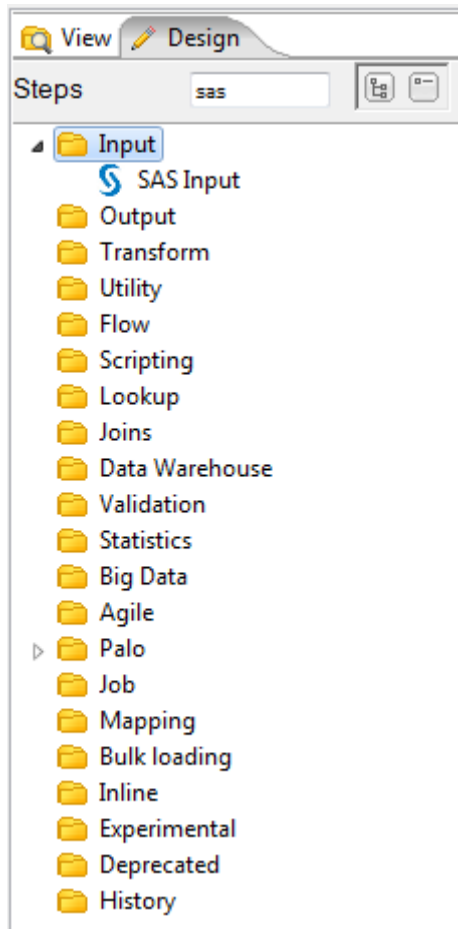 View Design
Steps sas
Input
SAS Input
Output
Transform
Utility
Flow
Scripting
Lookup
Joins
Data Warehouse
Validation
Statistics
Big Data
Agile
Palo
Job
Mapping
Bulk loading
Inline
Experimental
Deprecated
History